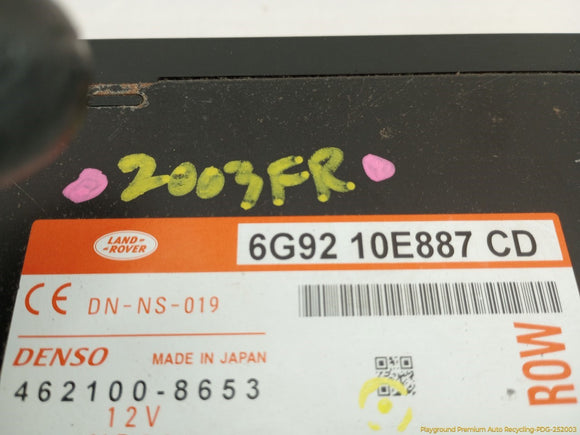 2003FR
LAND-
-ROVER
6G92 10E887 CD
CE DN-NS-019
DENSO MADE IN JAPAN
462100-8653
12V
ROW
Playground Premium Auto Recycling-PDG-252003